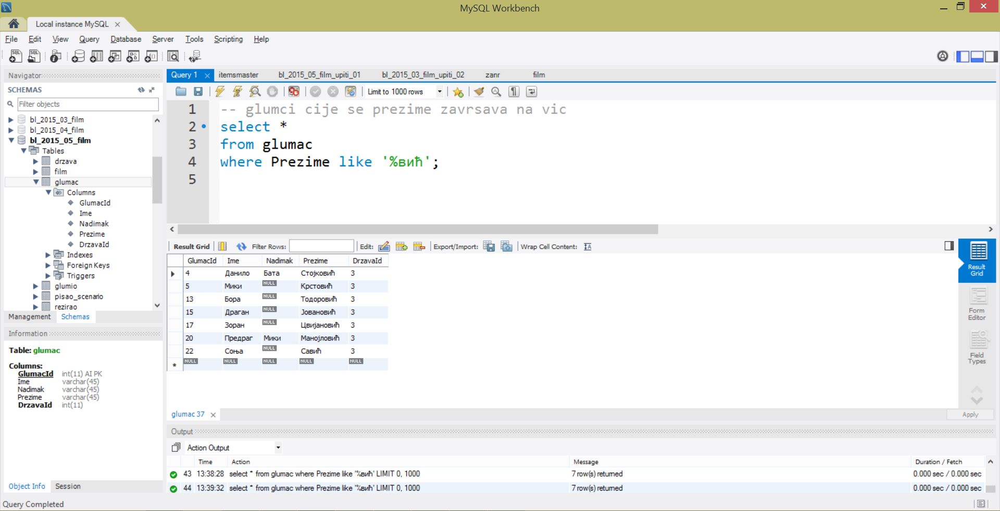 MySQL Workbench
Local instance MySQL
File Edit View Query Database Server Tools Scripting Help
Navigator
SCHEMAS
Filter objects
bl_2015_03_film
bl_2015_04_film
bl_2015_05_film
Tables
drzava
film
glumac
Columns
GlumacId
Ime
Nadimak
Prezime
DrzavaId
Indexes
Foreign Keys
Triggers
glumio
pisao_scenario
rezirao
Management Schemas
Information
Table: glumac
Columns:
GlumacId int(11) AI PK
Ime varchar(45)
Nadimak varchar(45)
Prezime varchar(45)
DrzavaId int(11)
Object Info Session
Query Completed
Query 1 itemsmaster bl_2015_05_film_upiti_01 bl_2015_03_film_upiti_02 zanr film
Limit to 1000 rows
1 -- glumci cije se prezime zavrsava na vic
2 select *
3 from glumac
4 where Prezime like '%вић';
5
Result Grid Filter Rows: Edit: Export/Import: Wrap Cell Content:
GlumacId Ime Nadimak Prezime DrzavaId
4 Данило Бата Стојковић 3
5 Мики NULL Крстовић 3
13 Бора NULL Тодоровић 3
15 Драган NULL Јовановић 3
17 Зоран NULL Цвијановић 3
20 Предраг Мики Манојловић 3
22 Соња NULL Савић 3
* NULL NULL NULL NULL NULL
Result
Grid
Form
Editor
Field
Types
glumac 37
Apply
Output
Action Output
Time Action Message Duration / Fetch
43 13:38:28 select * from glumac where Prezime like '%вић' LIMIT 0, 1000 7 row(s) returned 0.000 sec / 0.000 sec
44 13:39:32 select * from glumac where Prezime like '%вић' LIMIT 0, 1000 7 row(s) returned 0.000 sec / 0.000 sec